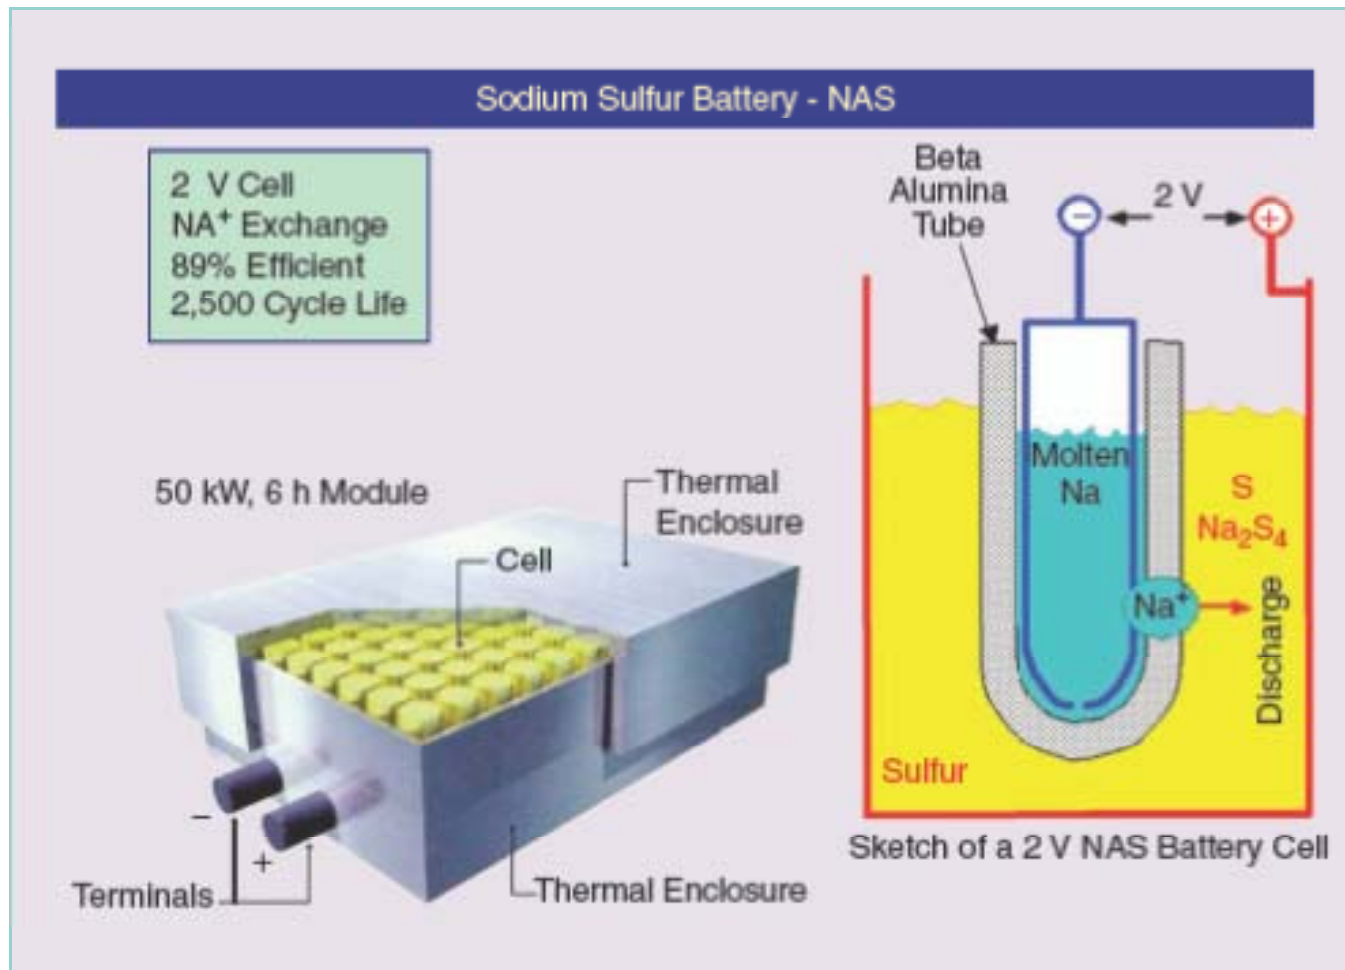 Sodium Sulfur Battery - NAS
2 V Cell
NA⁺ Exchange
89% Efficient
2,500 Cycle Life
Beta
Alumina
Tube
−
2 V
+
Molten
Na
S
Na₂S₄
Na⁺
Discharge
Sulfur
Sketch of a 2 V NAS Battery Cell
50 kW, 6 h Module
Thermal
Enclosure
Cell
−
+
Terminals
Thermal Enclosure